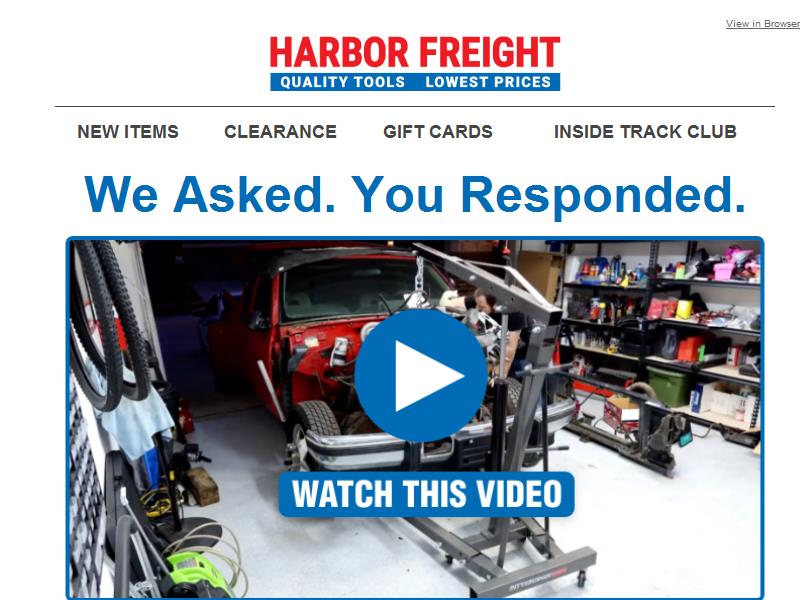 View in Browser
HARBOR FREIGHT
QUALITY TOOLS LOWEST PRICES
NEW ITEMS CLEARANCE GIFT CARDS INSIDE TRACK CLUB
We Asked. You Responded.
WATCH THIS VIDEO